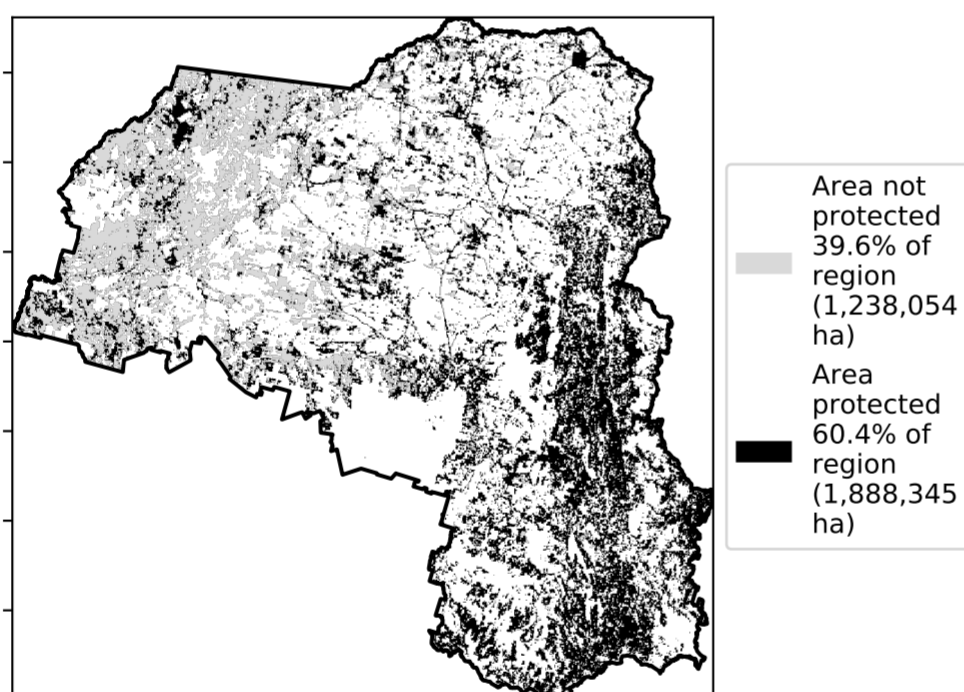 Area not
protected
39.6% of
region
(1,238,054
ha)
Area
protected
60.4% of
region
(1,888,345
ha)